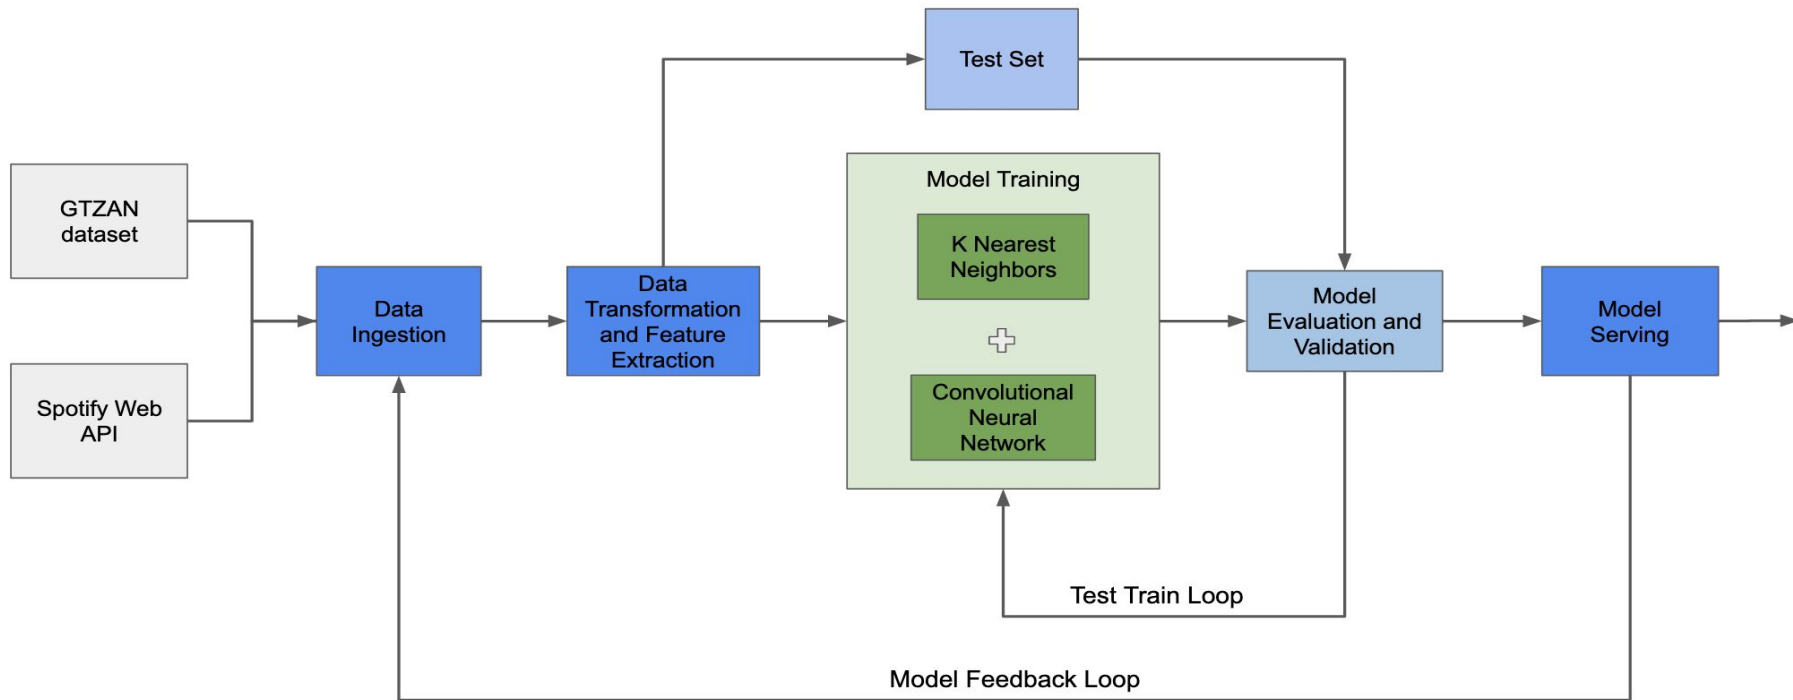 Test Set
GTZAN
dataset
Spotify Web
API
Data
Ingestion
Data
Transformation
and Feature
Extraction
Model Training
K Nearest
Neighbors
Convolutional
Neural
Network
Model
Evaluation and
Validation
Model
Serving
Test Train Loop
Model Feedback Loop